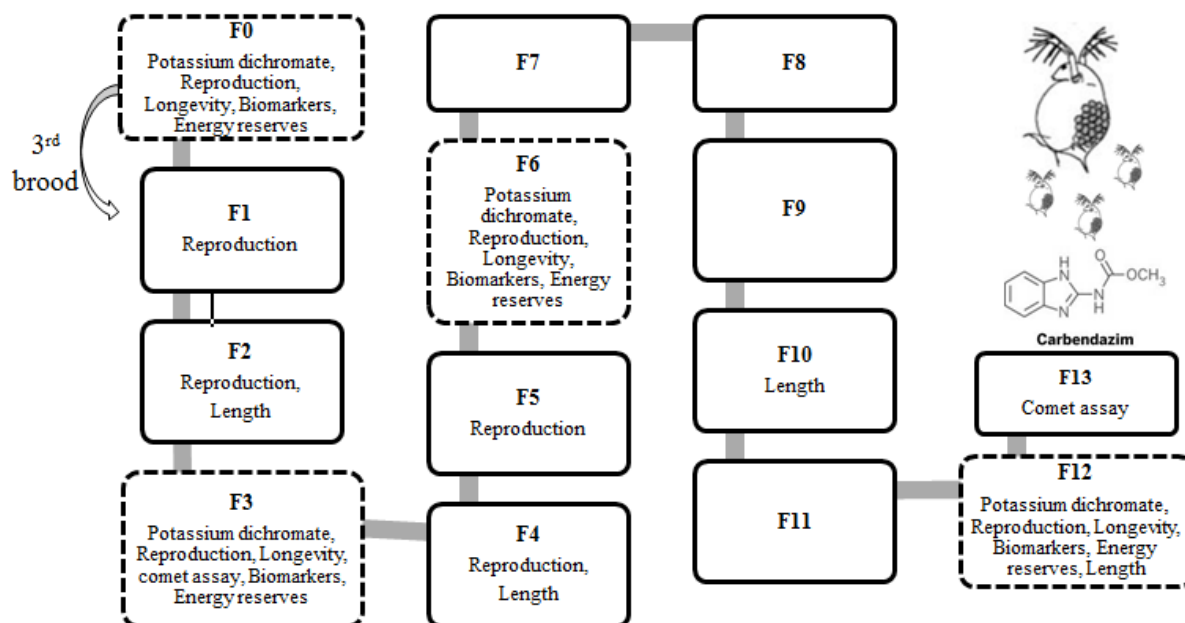 F0
Potassium dichromate,
Reproduction,
Longevity, Biomarkers,
Energy reserves
3rd
brood
F1
Reproduction
F2
Reproduction,
Length
F3
Potassium dichromate,
Reproduction, Longevity,
comet assay, Biomarkers,
Energy reserves
F4
Reproduction,
Length
F5
Reproduction
F6
Potassium
dichromate,
Reproduction,
Longevity,
Biomarkers, Energy
reserves
F7
F8
F9
F10
Length
F11
F12
Potassium dichromate,
Reproduction, Longevity,
Biomarkers, Energy
reserves, Length
F13
Comet assay
H
N
O
OCH3
N
NH
Carbendazim